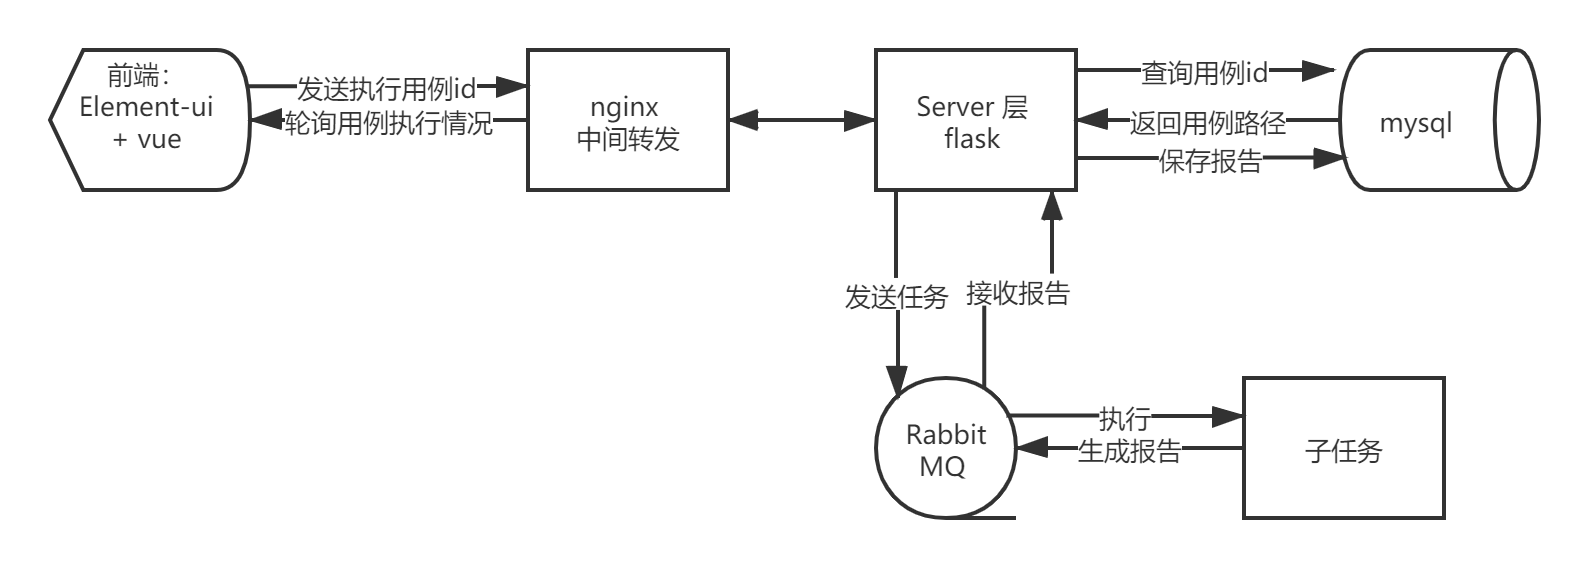 前端：
Element-ui
+ vue
发送执行用例id
轮询用例执行情况
nginx
中间转发
Server 层
flask
查询用例id
返回用例路径
保存报告
mysql
发送任务
接收报告
Rabbit
MQ
执行
生成报告
子任务